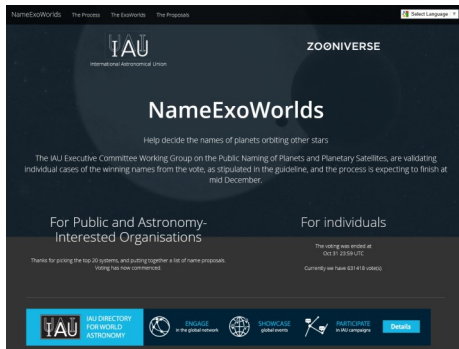 NameExoWorlds The Process The ExoWorlds The Proposals Select Language
IAU
International Astronomical Union
ZOONIVERSE
NameExoWorlds
Help decide the names of planets orbiting other stars
The IAU Executive Committee Working Group on the Public Naming of Planets and Planetary Satellites, are validating
individual cases of the winning names from the vote, as stipulated in the guideline, and the process is expecting to finish at
mid December.
For Public and Astronomy-
Interested Organisations
Thanks for picking the top 20 systems, and putting together a list of name proposals.
Voting has now commenced.
For individuals
The voting was ended at
Oct 31 23:59 UTC
Currently we have 631418 vote(s).
IAU
IAU DIRECTORY
FOR WORLD
ASTRONOMY
ENGAGE
in the global network
SHOWCASE
global events
PARTICIPATE
in IAU campaigns
Details